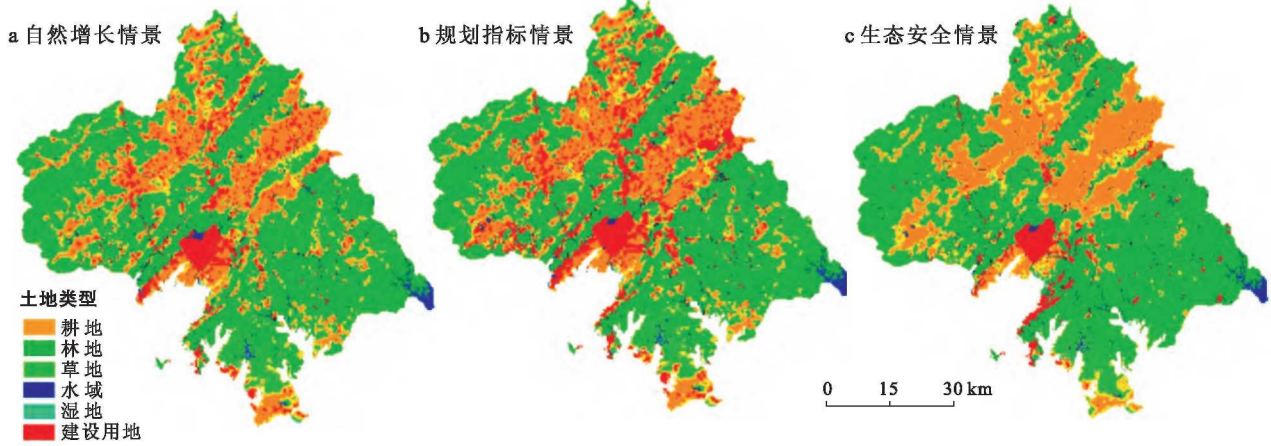 a 自然增长情景
b 规划指标情景
c 生态安全情景
土地类型
耕地
林地
草地
水域
湿地
建设用地
0 15 30 km